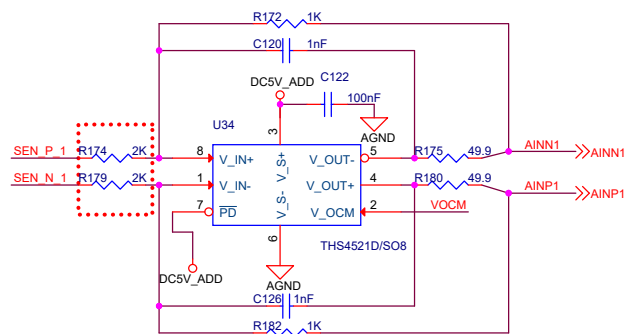 R172 1K
C120 1nF
C122
DC5V_ADD
100nF
U34
AGND
SEN_P_1 R174 2K 8 V_IN+ V_S+ 3 V_OUT- 5 R175 49.9 AINN1 AINN1
SEN_N_1 R179 2K 1 V_IN- V_OUT+ 4 R180 49.9 AINP1 AINP1
7 PD V_S- 6 V_OCM 2 VOCM
THS4521D/SO8
DC5V_ADD
AGND
C126 1nF
R182 1K